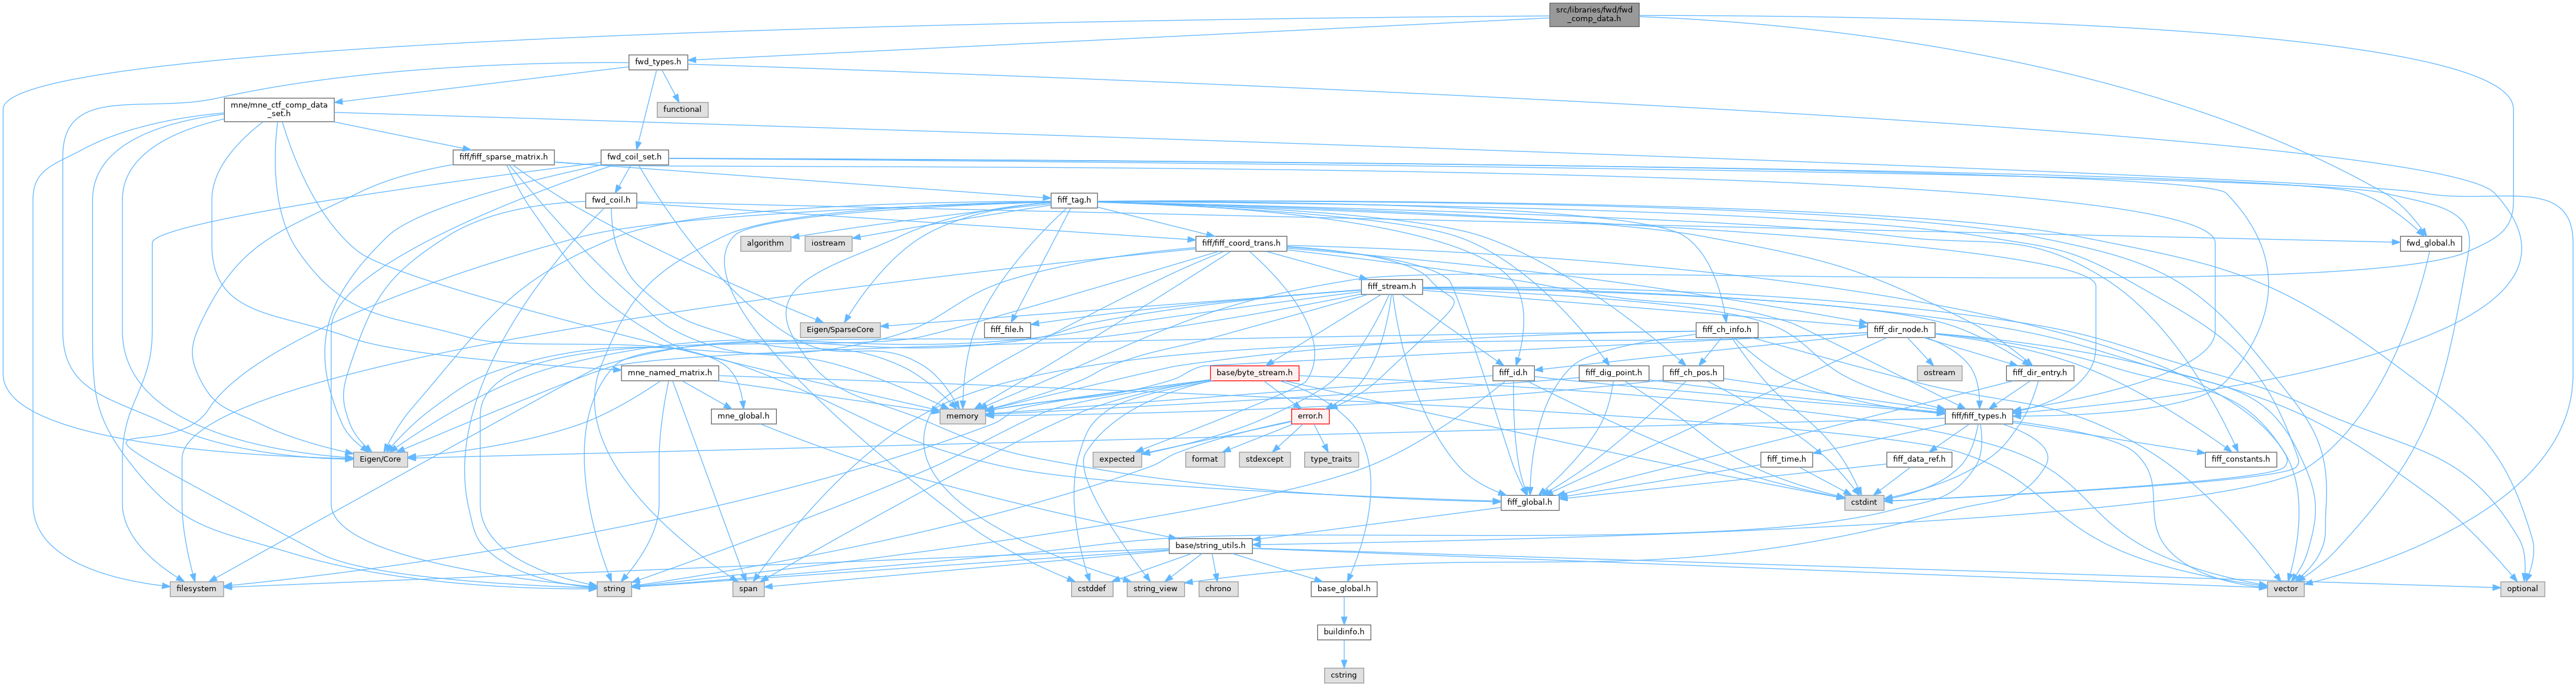 src/libraries/fwd/fwd
_comp_data.h
fwd_types.h
mne/mne_ctf_comp_data
_set.h
functional
fiff/fiff_sparse_matrix.h
fwd_coil_set.h
fwd_coil.h
fiff_tag.h
algorithm
iostream
fiff/fiff_coord_trans.h
fwd_global.h
fiff_stream.h
Eigen/SparseCore
fiff_file.h
fiff_ch_info.h
fiff_dir_node.h
mne_named_matrix.h
base/byte_stream.h
fiff_id.h
fiff_dig_point.h
fiff_ch_pos.h
ostream
fiff_dir_entry.h
mne_global.h
memory
error.h
fiff/fiff_types.h
Eigen/Core
expected
format
stdexcept
type_traits
fiff_time.h
fiff_data_ref.h
fiff_constants.h
fiff_global.h
cstdint
base/string_utils.h
filesystem
string
span
cstddef
string_view
chrono
base_global.h
vector
optional
buildinfo.h
cstring